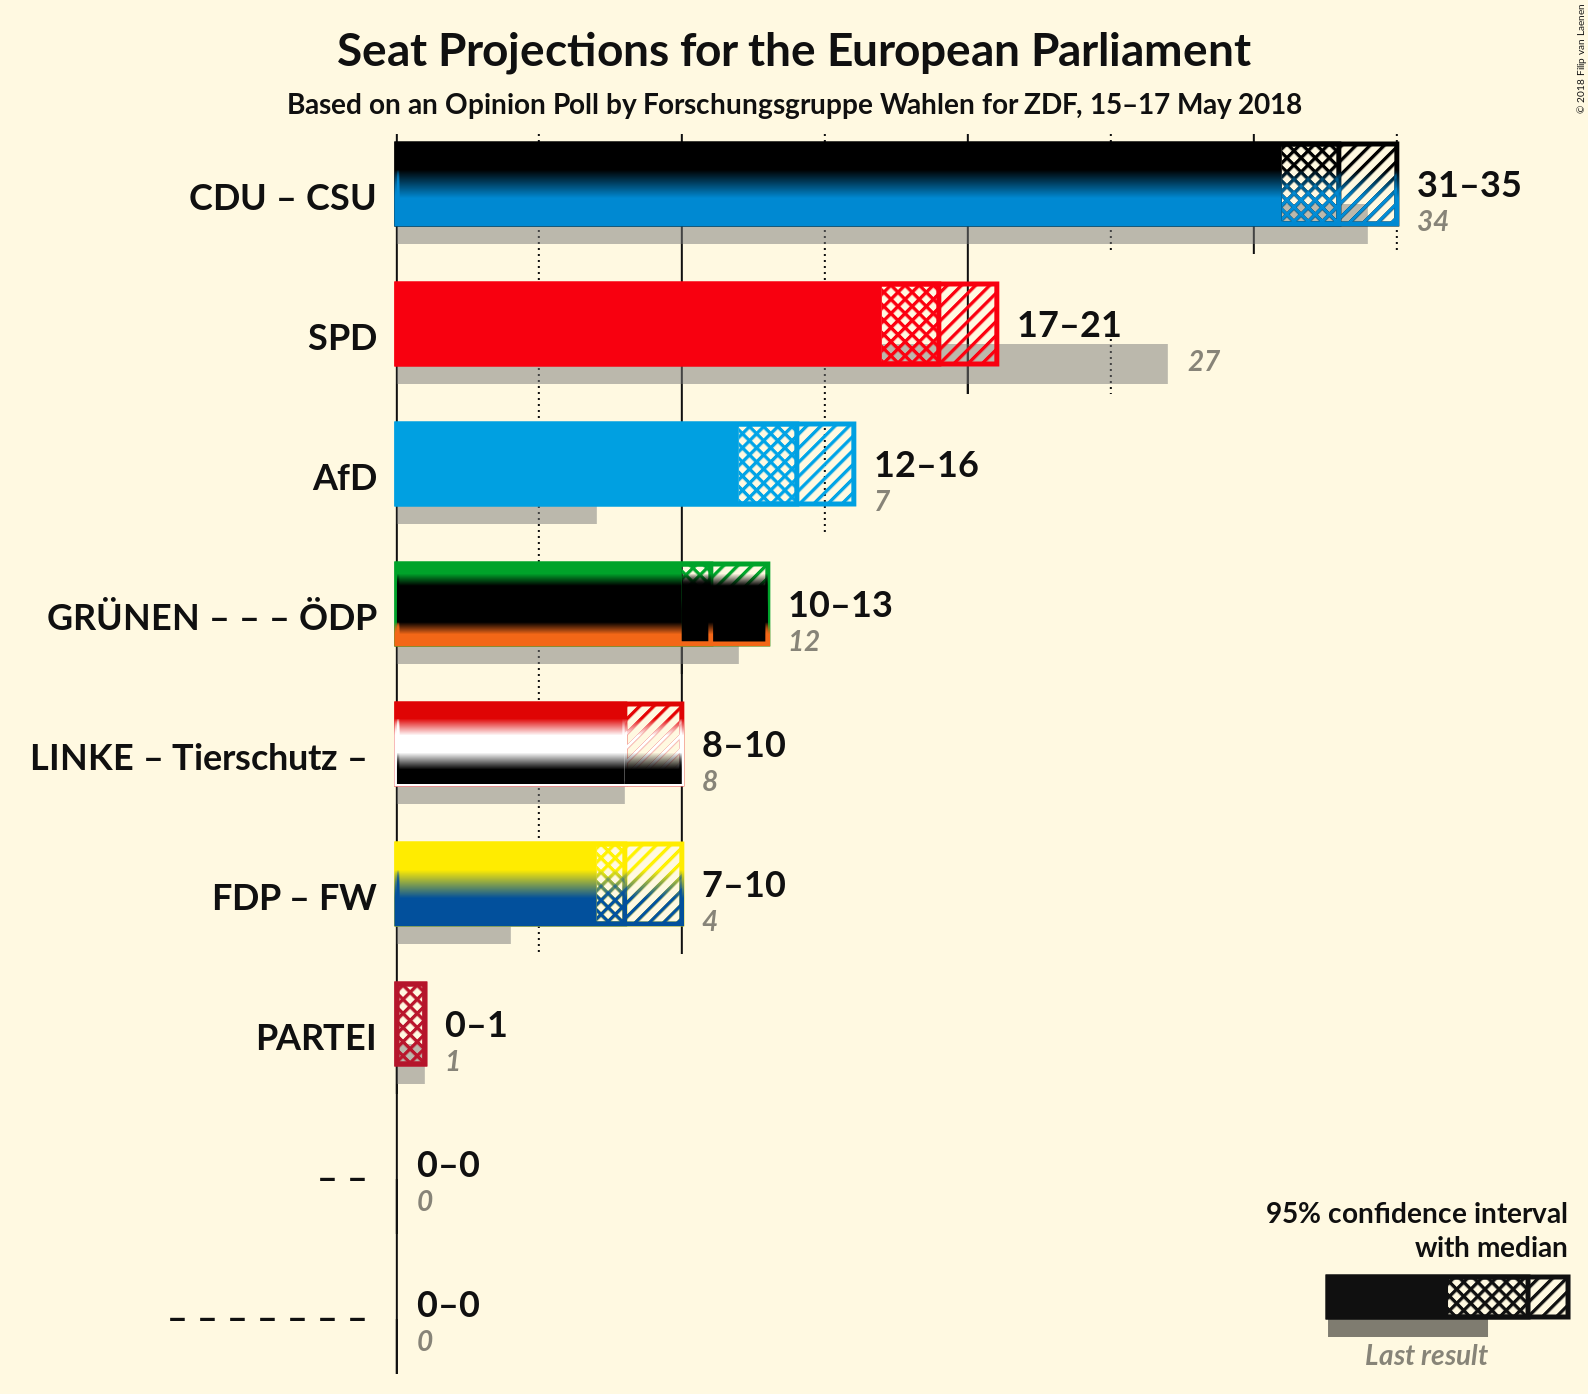 Seat Projections for the European Parliament
Based on an Opinion Poll by Forschungsgruppe Wahlen for ZDF, 15–17 May 2018
© 2018 Filip van Laenen
CDU – CSU
31–35
34
SPD
17–21
27
AfD
12–16
7
GRÜNEN – – – ÖDP
10–13
12
LINKE – Tierschutz –
8–10
8
FDP – FW
7–10
4
PARTEI
0–1
1
– –
0–0
0
– – – – – – –
0–0
0
95% confidence interval
with median
Last result